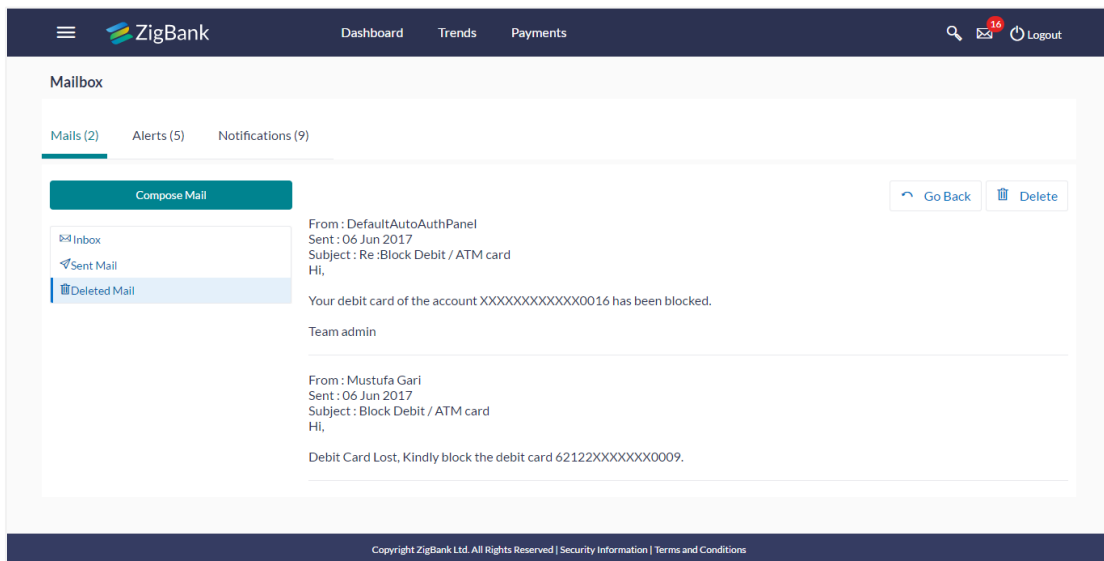 ZigBank
Dashboard Trends Payments
16
Logout
Mailbox
Mails (2) Alerts (5) Notifications (9)
Compose Mail
Go Back Delete
Inbox
Sent Mail
Deleted Mail
From : DefaultAutoAuthPanel
Sent : 06 Jun 2017
Subject : Re :Block Debit / ATM card
Hi,
Your debit card of the account XXXXXXXXXXXX0016 has been blocked.
Team admin
From : Mustufa Gari
Sent : 06 Jun 2017
Subject : Block Debit / ATM card
Hi,
Debit Card Lost, Kindly block the debit card 62122XXXXXXX0009.
Copyright ZigBank Ltd. All Rights Reserved | Security Information | Terms and Conditions